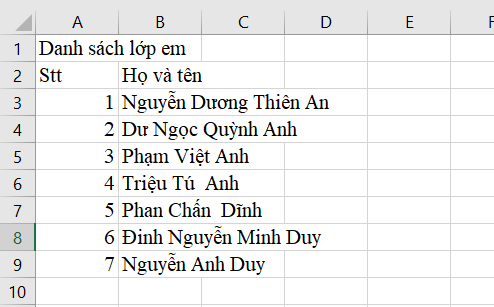 A B C D E F
1 Danh sách lớp em
2 Stt Họ và tên
3 1 Nguyễn Dương Thiên An
4 2 Dư Ngọc Quỳnh Anh
5 3 Phạm Việt Anh
6 4 Triệu Tú  Anh
7 5 Phan Chấn  Dĩnh
8 6 Đinh Nguyễn Minh Duy
9 7 Nguyễn Anh Duy
10